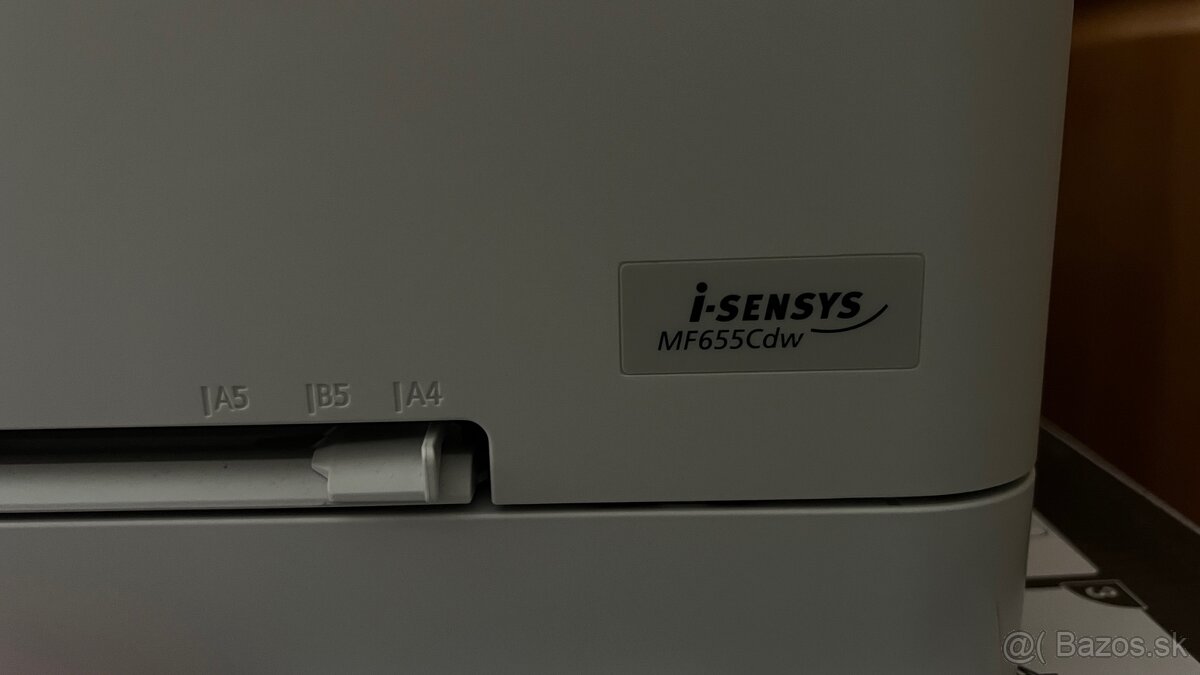 i-SENSYS
MF655Cdw
|A5 |B5 |A4
@( Bazos.sk